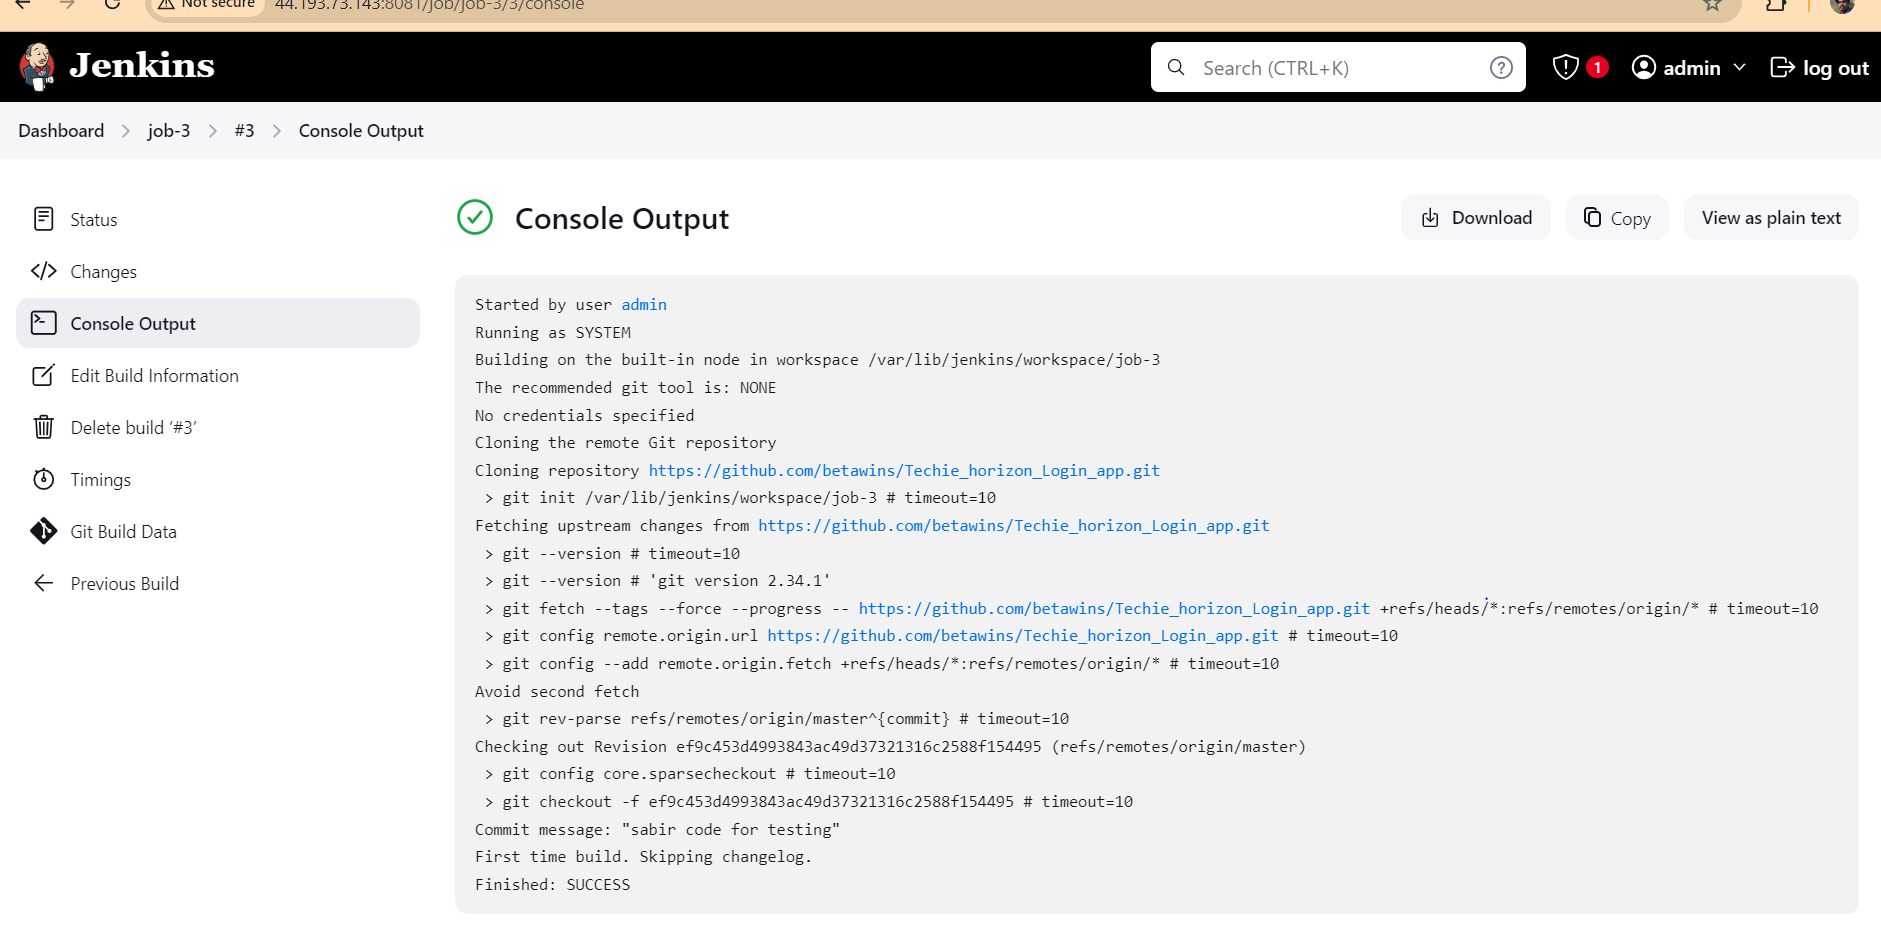 Not secure 44.193.73.143:8081/job/job-3/3/console
Jenkins
Search (CTRL+K)
?
1
admin
log out
Dashboard > job-3 > #3 > Console Output
Status
Changes
Console Output
Edit Build Information
Delete build ‘#3’
Timings
Git Build Data
Previous Build
Console Output
Download
Copy
View as plain text
Started by user admin
Running as SYSTEM
Building on the built-in node in workspace /var/lib/jenkins/workspace/job-3
The recommended git tool is: NONE
No credentials specified
Cloning the remote Git repository
Cloning repository https://github.com/betawins/Techie_horizon_Login_app.git
 > git init /var/lib/jenkins/workspace/job-3 # timeout=10
Fetching upstream changes from https://github.com/betawins/Techie_horizon_Login_app.git
 > git --version # timeout=10
 > git --version # 'git version 2.34.1'
 > git fetch --tags --force --progress -- https://github.com/betawins/Techie_horizon_Login_app.git +refs/heads/*:refs/remotes/origin/* # timeout=10
 > git config remote.origin.url https://github.com/betawins/Techie_horizon_Login_app.git # timeout=10
 > git config --add remote.origin.fetch +refs/heads/*:refs/remotes/origin/* # timeout=10
Avoid second fetch
 > git rev-parse refs/remotes/origin/master^{commit} # timeout=10
Checking out Revision ef9c453d4993843ac49d37321316c2588f154495 (refs/remotes/origin/master)
 > git config core.sparsecheckout # timeout=10
 > git checkout -f ef9c453d4993843ac49d37321316c2588f154495 # timeout=10
Commit message: "sabir code for testing"
First time build. Skipping changelog.
Finished: SUCCESS